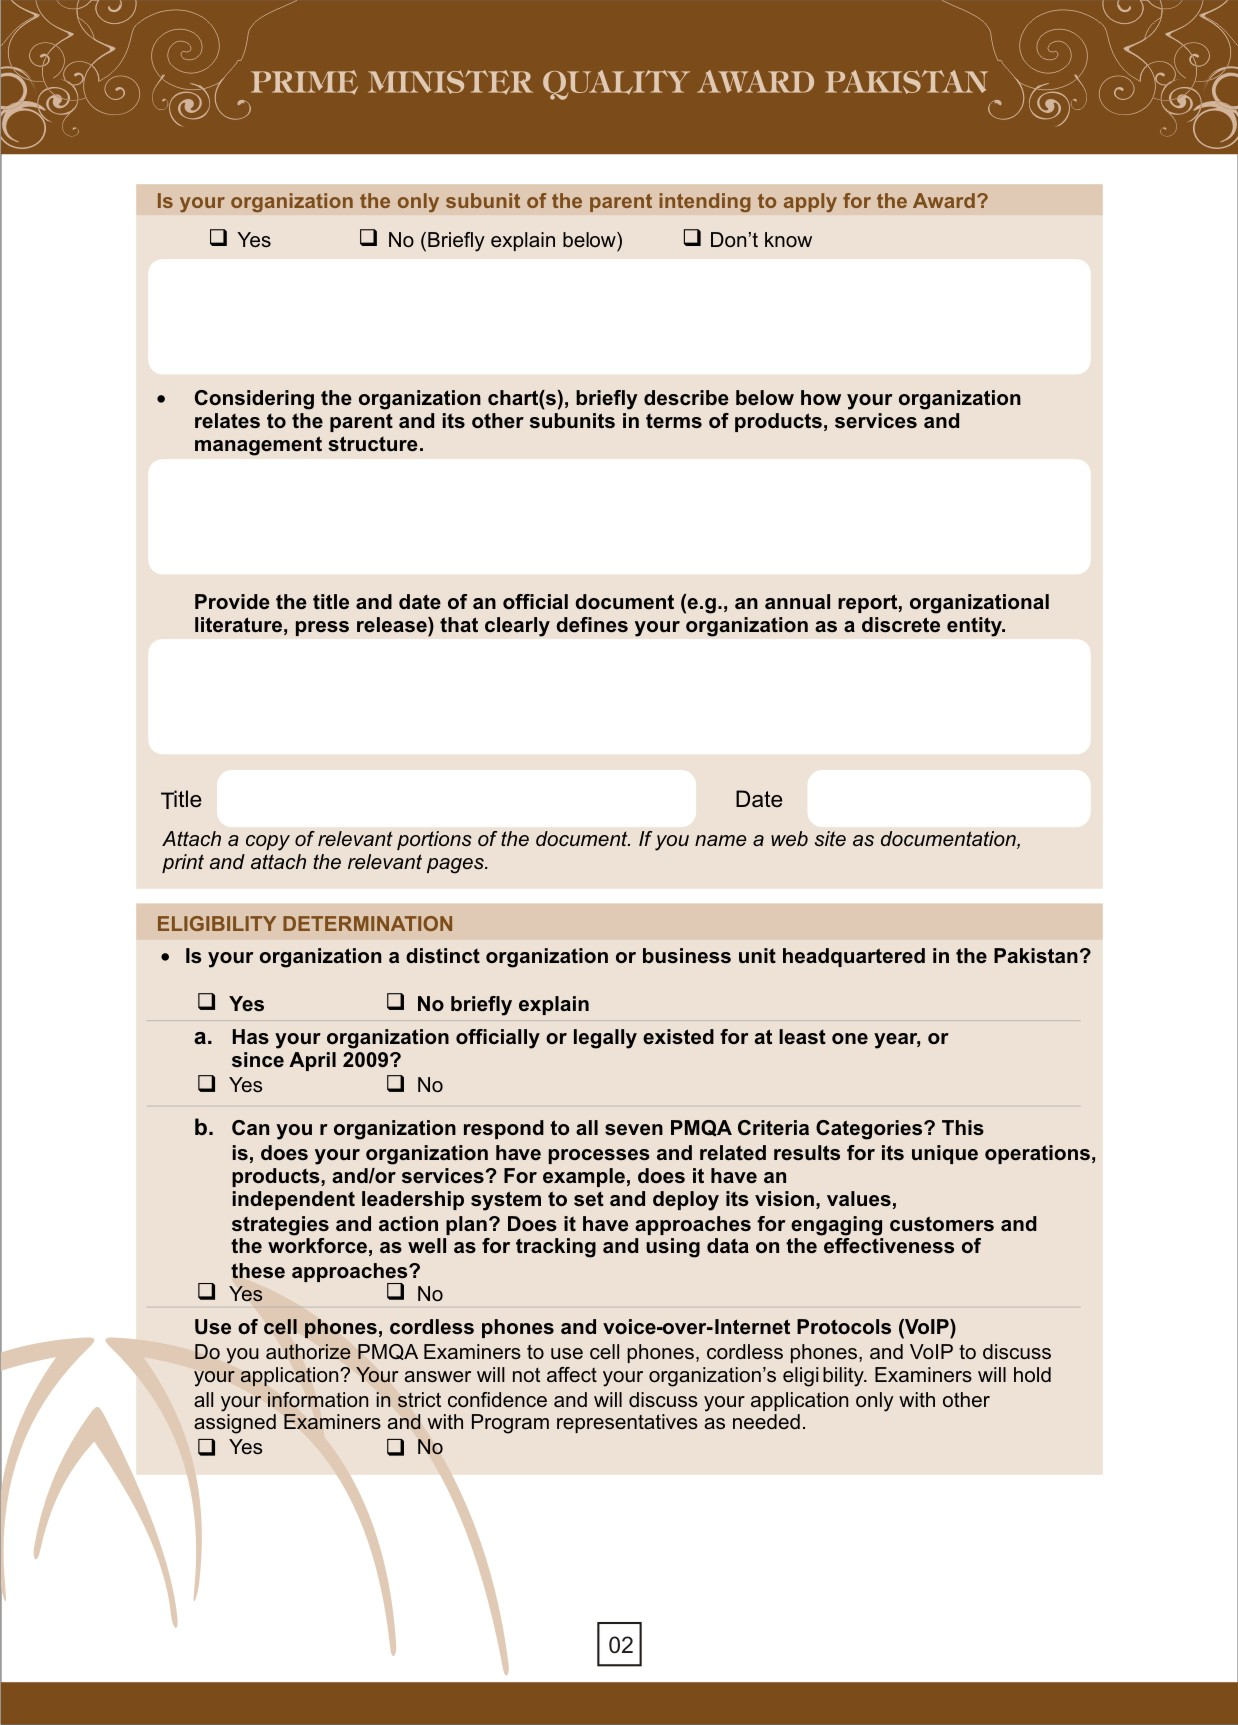 PRIME MINISTER QUALITY AWARD PAKISTAN
Is your organization the only subunit of the parent intending to apply for the Award?
❑ Yes ❑ No (Briefly explain below) ❑ Don’t know
• Considering the organization chart(s), briefly describe below how your organization
relates to the parent and its other subunits in terms of products, services and
management structure.
Provide the title and date of an official document (e.g., an annual report, organizational
literature, press release) that clearly defines your organization as a discrete entity.
Title Date
Attach a copy of relevant portions of the document. If you name a web site as documentation,
print and attach the relevant pages.
ELIGIBILITY DETERMINATION
• Is your organization a distinct organization or business unit headquartered in the Pakistan?
❑ Yes ❑ No briefly explain
a. Has your organization officially or legally existed for at least one year, or
since April 2009?
❑ Yes ❑ No
b. Can you r organization respond to all seven PMQA Criteria Categories? This
is, does your organization have processes and related results for its unique operations,
products, and/or services? For example, does it have an
independent leadership system to set and deploy its vision, values,
strategies and action plan? Does it have approaches for engaging customers and
the workforce, as well as for tracking and using data on the effectiveness of
these approaches?
❑ Yes ❑ No
Use of cell phones, cordless phones and voice-over-Internet Protocols (VoIP)
Do you authorize PMQA Examiners to use cell phones, cordless phones, and VoIP to discuss
your application? Your answer will not affect your organization’s eligi bility. Examiners will hold
all your information in strict confidence and will discuss your application only with other
assigned Examiners and with Program representatives as needed.
❑ Yes ❑ No
02